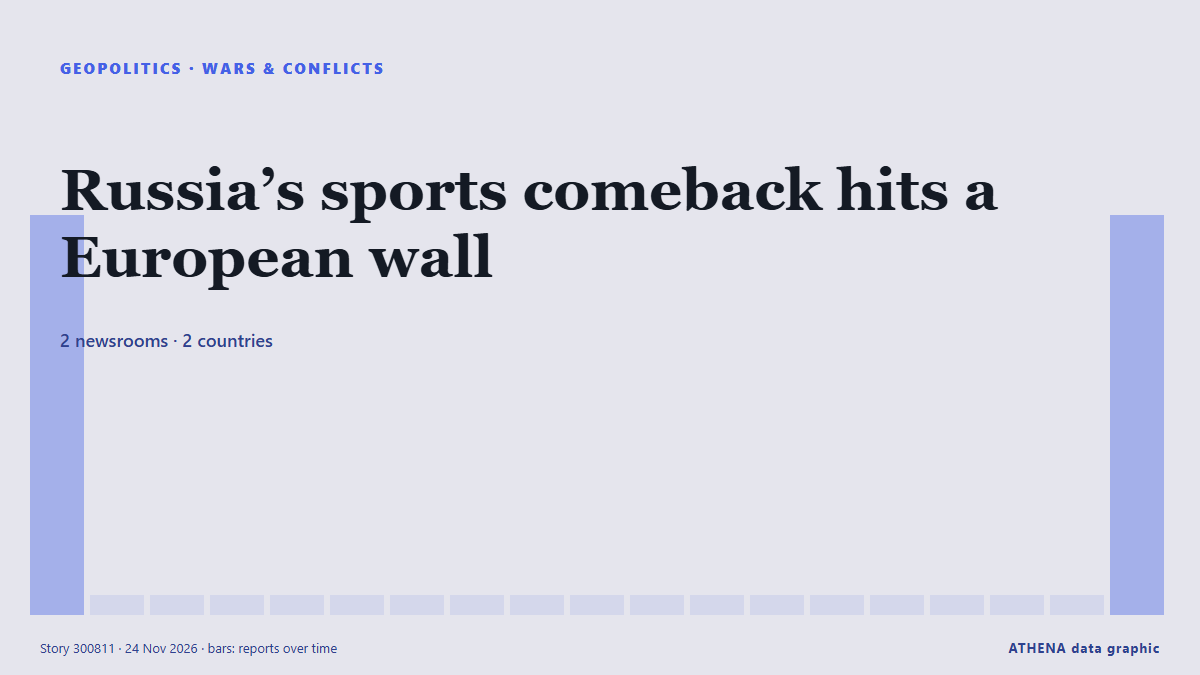 GEOPOLITICS · WARS & CONFLICTS
Russia’s sports comeback hits a
European wall
2 newsrooms · 2 countries
Story 300811 · 24 Nov 2026 · bars: reports over time
ATHENA data graphic